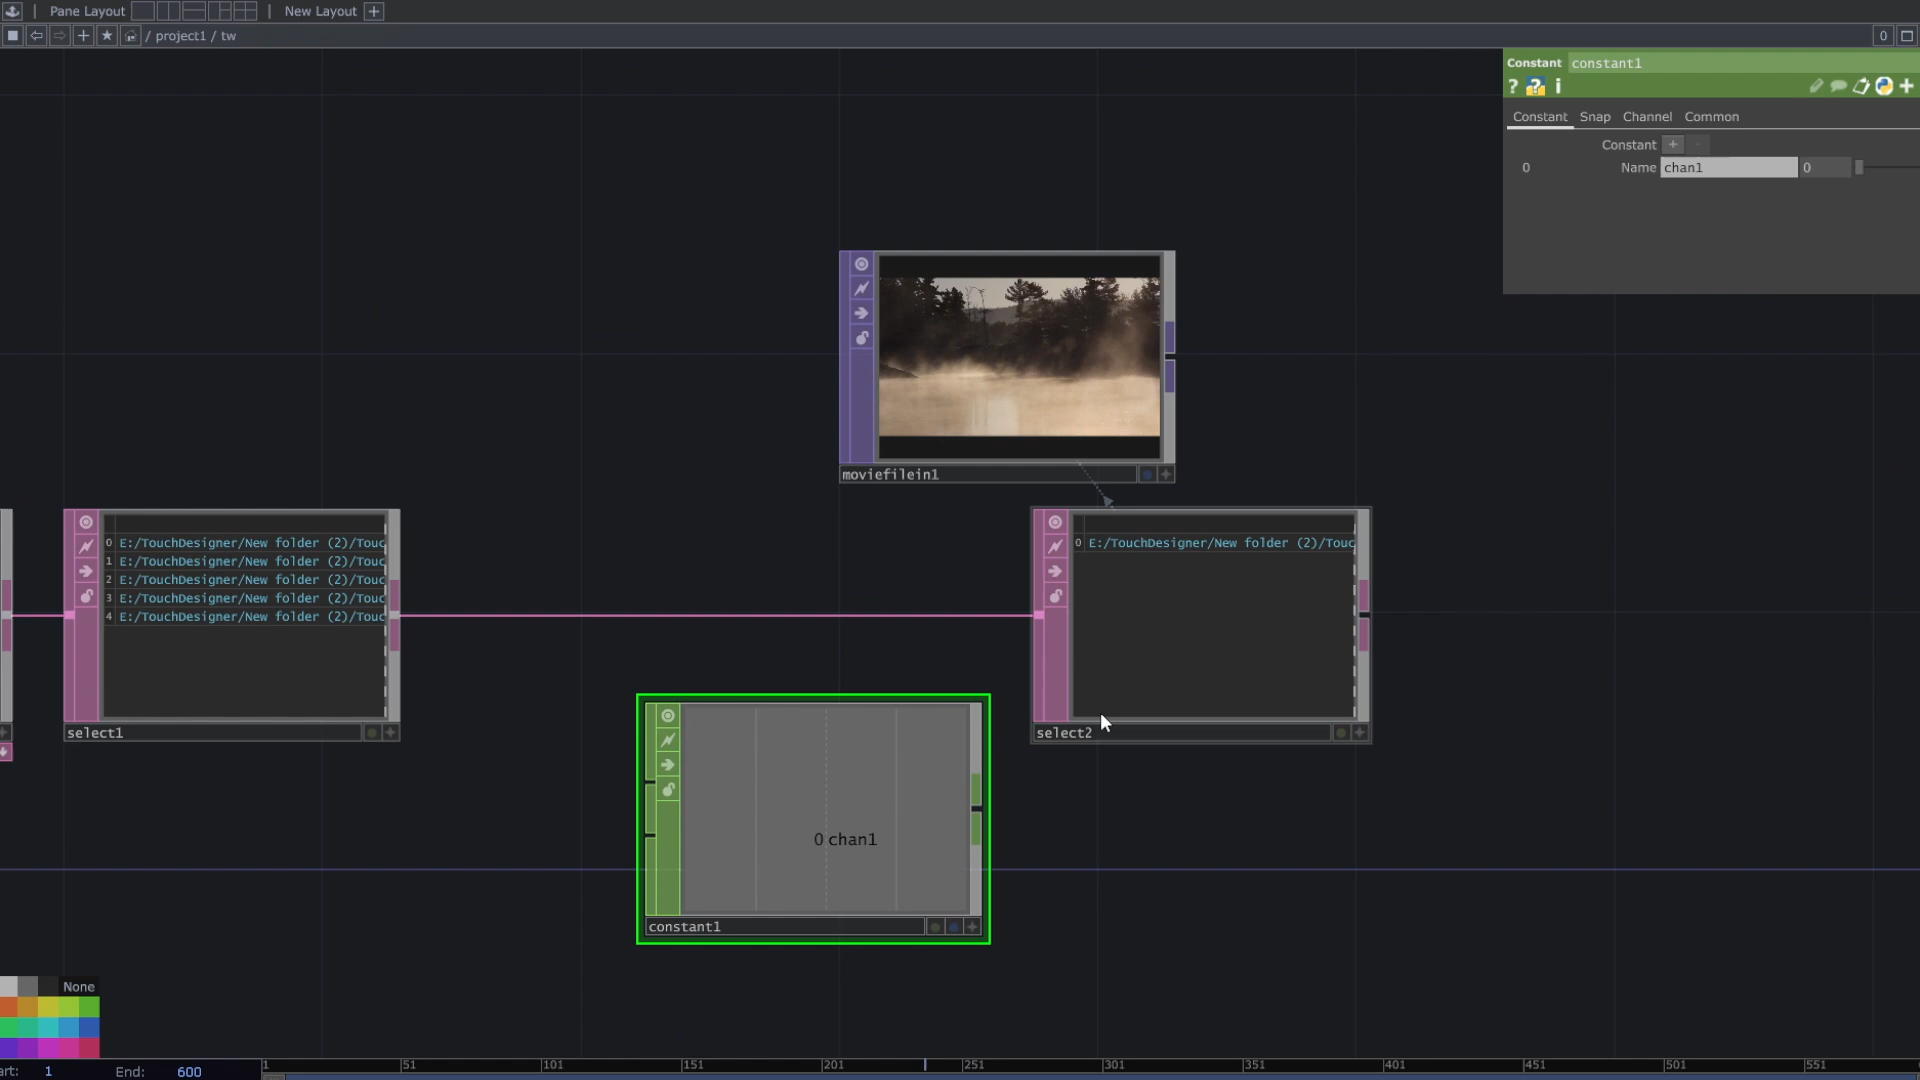 Pane Layout
New Layout +
/ project1 / tw
0
Constant constant1
? ? i
Constant Snap Channel Common
Constant + -
0 Name chan1 0
moviefilein1
0 E:/TouchDesigner/New folder (2)/Touc
1 E:/TouchDesigner/New folder (2)/Touc
2 E:/TouchDesigner/New folder (2)/Touc
3 E:/TouchDesigner/New folder (2)/Touc
4 E:/TouchDesigner/New folder (2)/Touc
select1
0 E:/TouchDesigner/New folder (2)/Touc
select2
0 chan1
constant1
None
art: 1 End: 600
1 51 101 151 201 251 301 351 401 451 501 551